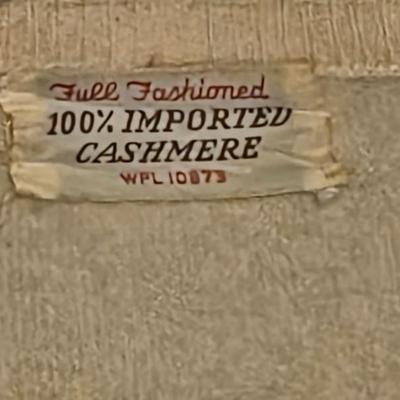 Full Fashioned
100% IMPORTED
CASHMERE
WPL 10873